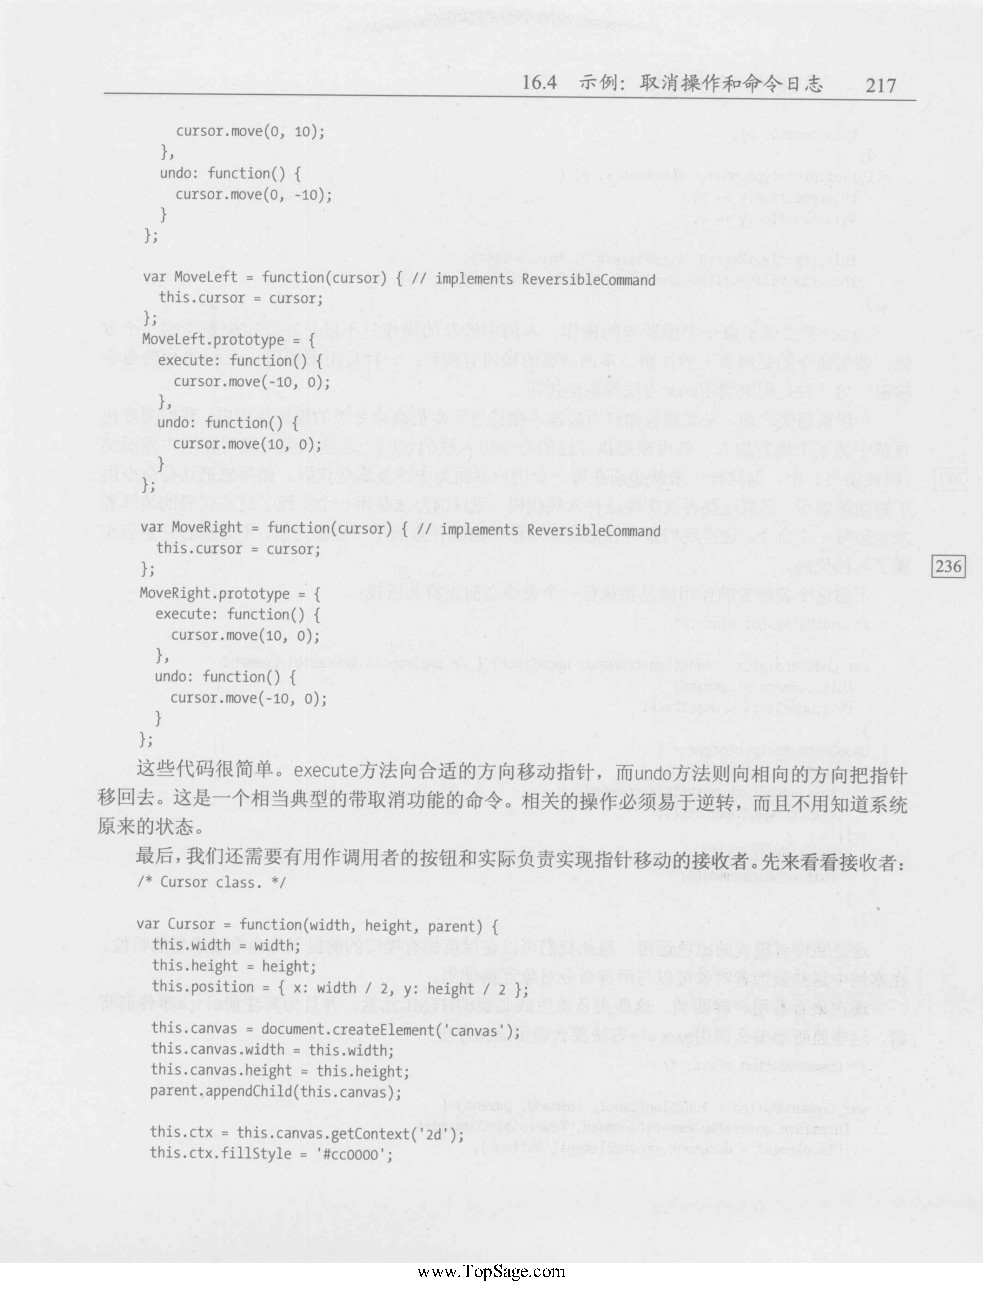 16.4 示例：取消操作和命令日志 217
cursor.move(0, 10);
},
undo: function() {
cursor.move(0, -10);
}
};
var MoveLeft = function(cursor) { // implements ReversibleCommand
this.cursor = cursor;
};
MoveLeft.prototype = {
execute: function() {
cursor.move(-10, 0);
},
undo: function() {
cursor.move(10, 0);
}
};
var MoveRight = function(cursor) { // implements ReversibleCommand
this.cursor = cursor;
};
236
MoveRight.prototype = {
execute: function() {
cursor.move(10, 0);
},
undo: function() {
cursor.move(-10, 0);
}
};
这些代码很简单。execute方法向合适的方向移动指针，而undo方法则向相向的方向把指针
移回去。这是一个相当典型的带取消功能的命令。相关的操作必须易于逆转，而且不用知道系统
原来的状态。
最后，我们还需要有用作调用者的按钮和实际负责实现指针移动的接收者。先来看看接收者：
/* Cursor class. */
var Cursor = function(width, height, parent) {
this.width = width;
this.height = height;
this.position = { x: width / 2, y: height / 2 };
this.canvas = document.createElement('canvas');
this.canvas.width = this.width;
this.canvas.height = this.height;
parent.appendChild(this.canvas);
this.ctx = this.canvas.getContext('2d');
this.ctx.fillStyle = '#cc0000';
www.TopSage.com